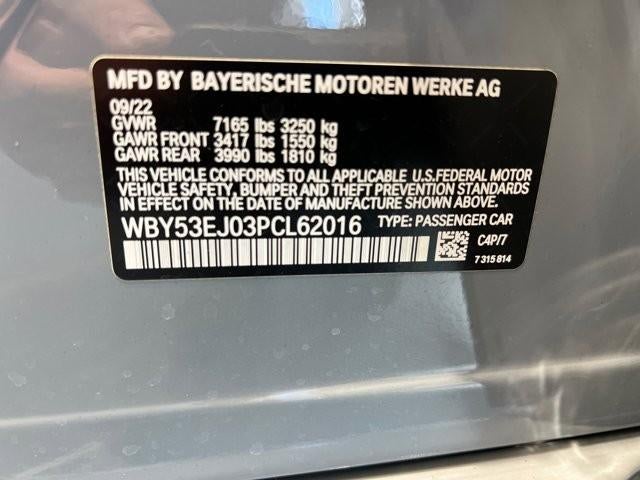 MFD BY BAYERISCHE MOTOREN WERKE AG
09/22
GVWR 7165 lbs 3250 kg
GAWR FRONT 3417 lbs 1550 kg
GAWR REAR 3990 lbs 1810 kg
THIS VEHICLE CONFORMS TO ALL APPLICABLE U.S.FEDERAL MOTOR
VEHICLE SAFETY, BUMPER AND THEFT PREVENTION STANDARDS
IN EFFECT ON THE DATE OF MANUFACTURE SHOWN ABOVE.
WBY53EJ03PCL62016 TYPE: PASSENGER CAR
C4P/7
7 315 814